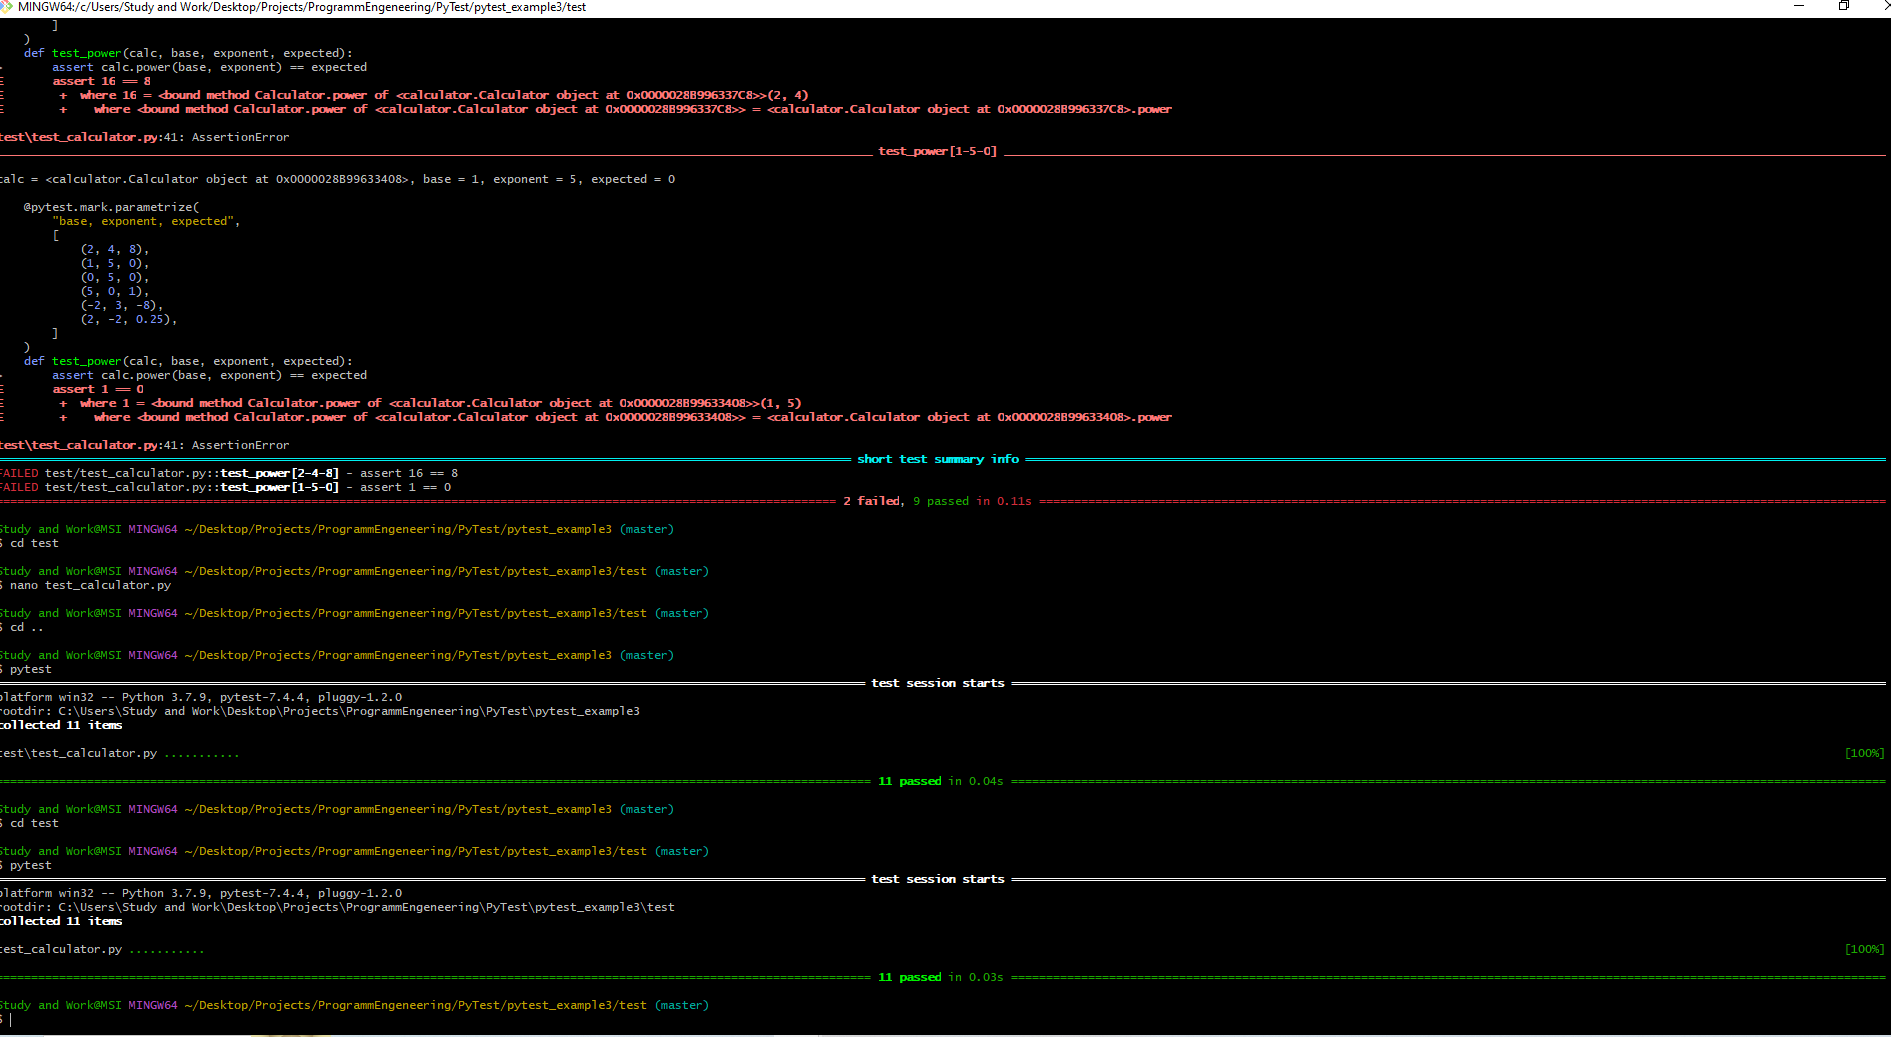 MINGW64:/c/Users/Study and Work/Desktop/Projects/ProgrammEngeneering/PyTest/pytest_example3/test
]
)
def test_power(calc, base, exponent, expected):
assert calc.power(base, exponent) == expected
E assert 16 == 8
E + where 16 = <bound method Calculator.power of <calculator.Calculator object at 0x0000028B996337C8>>(2, 4)
E + where <bound method Calculator.power of <calculator.Calculator object at 0x0000028B996337C8>> = <calculator.Calculator object at 0x0000028B996337C8>.power
test\test_calculator.py:41: AssertionError
test_power[1-5-0]
calc = <calculator.Calculator object at 0x0000028B99633408>, base = 1, exponent = 5, expected = 0
@pytest.mark.parametrize(
"base, exponent, expected",
[
(2, 4, 8),
(1, 5, 0),
(0, 5, 0),
(5, 0, 1),
(-2, 3, -8),
(2, -2, 0.25),
]
)
def test_power(calc, base, exponent, expected):
assert calc.power(base, exponent) == expected
E assert 1 == 0
E + where 1 = <bound method Calculator.power of <calculator.Calculator object at 0x0000028B99633408>>(1, 5)
E + where <bound method Calculator.power of <calculator.Calculator object at 0x0000028B99633408>> = <calculator.Calculator object at 0x0000028B99633408>.power
test\test_calculator.py:41: AssertionError
short test summary info
FAILED test/test_calculator.py::test_power[2-4-8] - assert 16 == 8
FAILED test/test_calculator.py::test_power[1-5-0] - assert 1 == 0
2 failed, 9 passed in 0.11s
Study and Work@MSI MINGW64 ~/Desktop/Projects/ProgrammEngeneering/PyTest/pytest_example3 (master)
$ cd test
Study and Work@MSI MINGW64 ~/Desktop/Projects/ProgrammEngeneering/PyTest/pytest_example3/test (master)
$ nano test_calculator.py
Study and Work@MSI MINGW64 ~/Desktop/Projects/ProgrammEngeneering/PyTest/pytest_example3/test (master)
$ cd ..
Study and Work@MSI MINGW64 ~/Desktop/Projects/ProgrammEngeneering/PyTest/pytest_example3 (master)
$ pytest
test session starts
platform win32 -- Python 3.7.9, pytest-7.4.4, pluggy-1.2.0
rootdir: C:\Users\Study and Work\Desktop\Projects\ProgrammEngeneering\PyTest\pytest_example3
collected 11 items
test\test_calculator.py ........... [100%]
11 passed in 0.04s
Study and Work@MSI MINGW64 ~/Desktop/Projects/ProgrammEngeneering/PyTest/pytest_example3 (master)
$ cd test
Study and Work@MSI MINGW64 ~/Desktop/Projects/ProgrammEngeneering/PyTest/pytest_example3/test (master)
$ pytest
test session starts
platform win32 -- Python 3.7.9, pytest-7.4.4, pluggy-1.2.0
rootdir: C:\Users\Study and Work\Desktop\Projects\ProgrammEngeneering\PyTest\pytest_example3\test
collected 11 items
test_calculator.py ........... [100%]
11 passed in 0.03s
Study and Work@MSI MINGW64 ~/Desktop/Projects/ProgrammEngeneering/PyTest/pytest_example3/test (master)
$